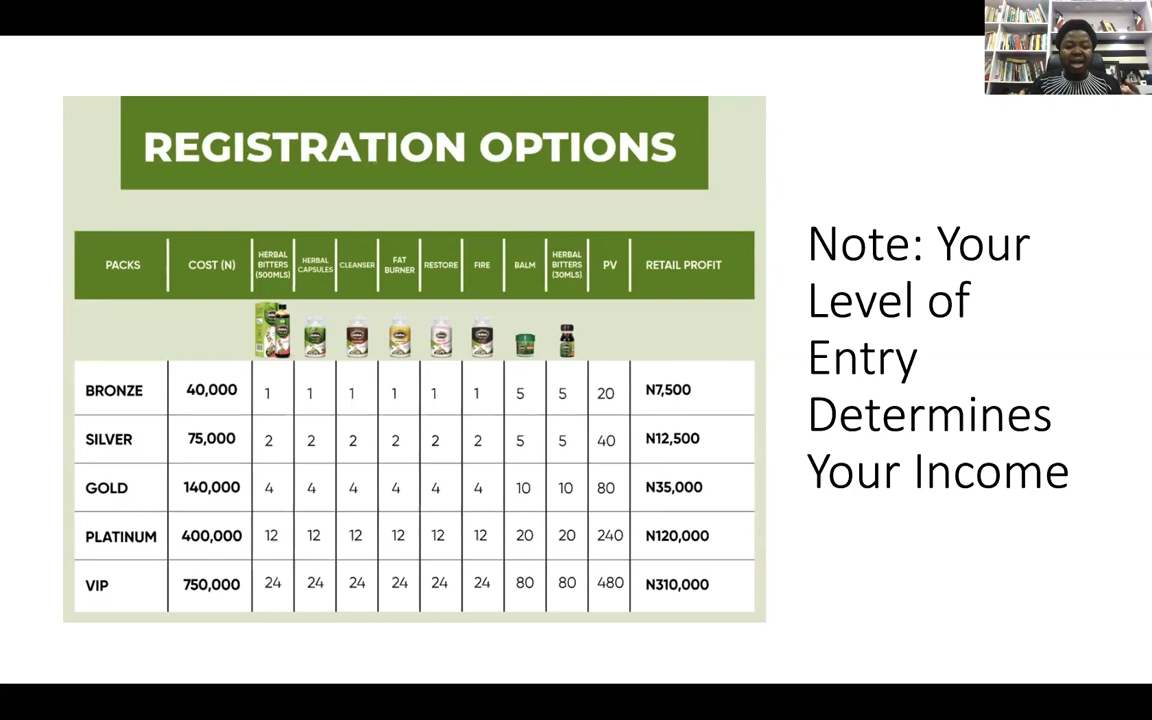 REGISTRATION OPTIONS
PACKS COST (N) HERBAL BITTERS (500MLS) HERBAL CAPSULES CLEANSER FAT BURNER RESTORE FIRE BALM HERBAL BITTERS (30MLS) PV RETAIL PROFIT
BRONZE 40,000 1 1 1 1 1 1 5 5 20 N7,500
SILVER 75,000 2 2 2 2 2 2 5 5 40 N12,500
GOLD 140,000 4 4 4 4 4 4 10 10 80 N35,000
PLATINUM 400,000 12 12 12 12 12 12 20 20 240 N120,000
VIP 750,000 24 24 24 24 24 24 80 80 480 N310,000
Note: Your
Level of
Entry
Determines
Your Income